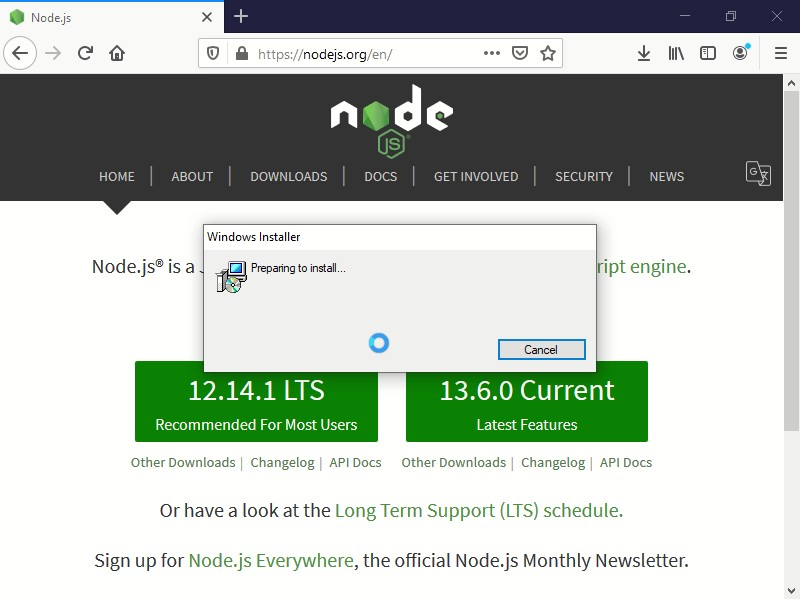 Node.js
https://nodejs.org/en/
node
JS
HOME ABOUT DOWNLOADS DOCS GET INVOLVED SECURITY NEWS
Windows Installer
Preparing to install...
Cancel
Node.js® is a J
ript engine.
12.14.1 LTS
Recommended For Most Users
13.6.0 Current
Latest Features
Other Downloads | Changelog | API Docs
Other Downloads | Changelog | API Docs
Or have a look at the Long Term Support (LTS) schedule.
Sign up for Node.js Everywhere, the official Node.js Monthly Newsletter.